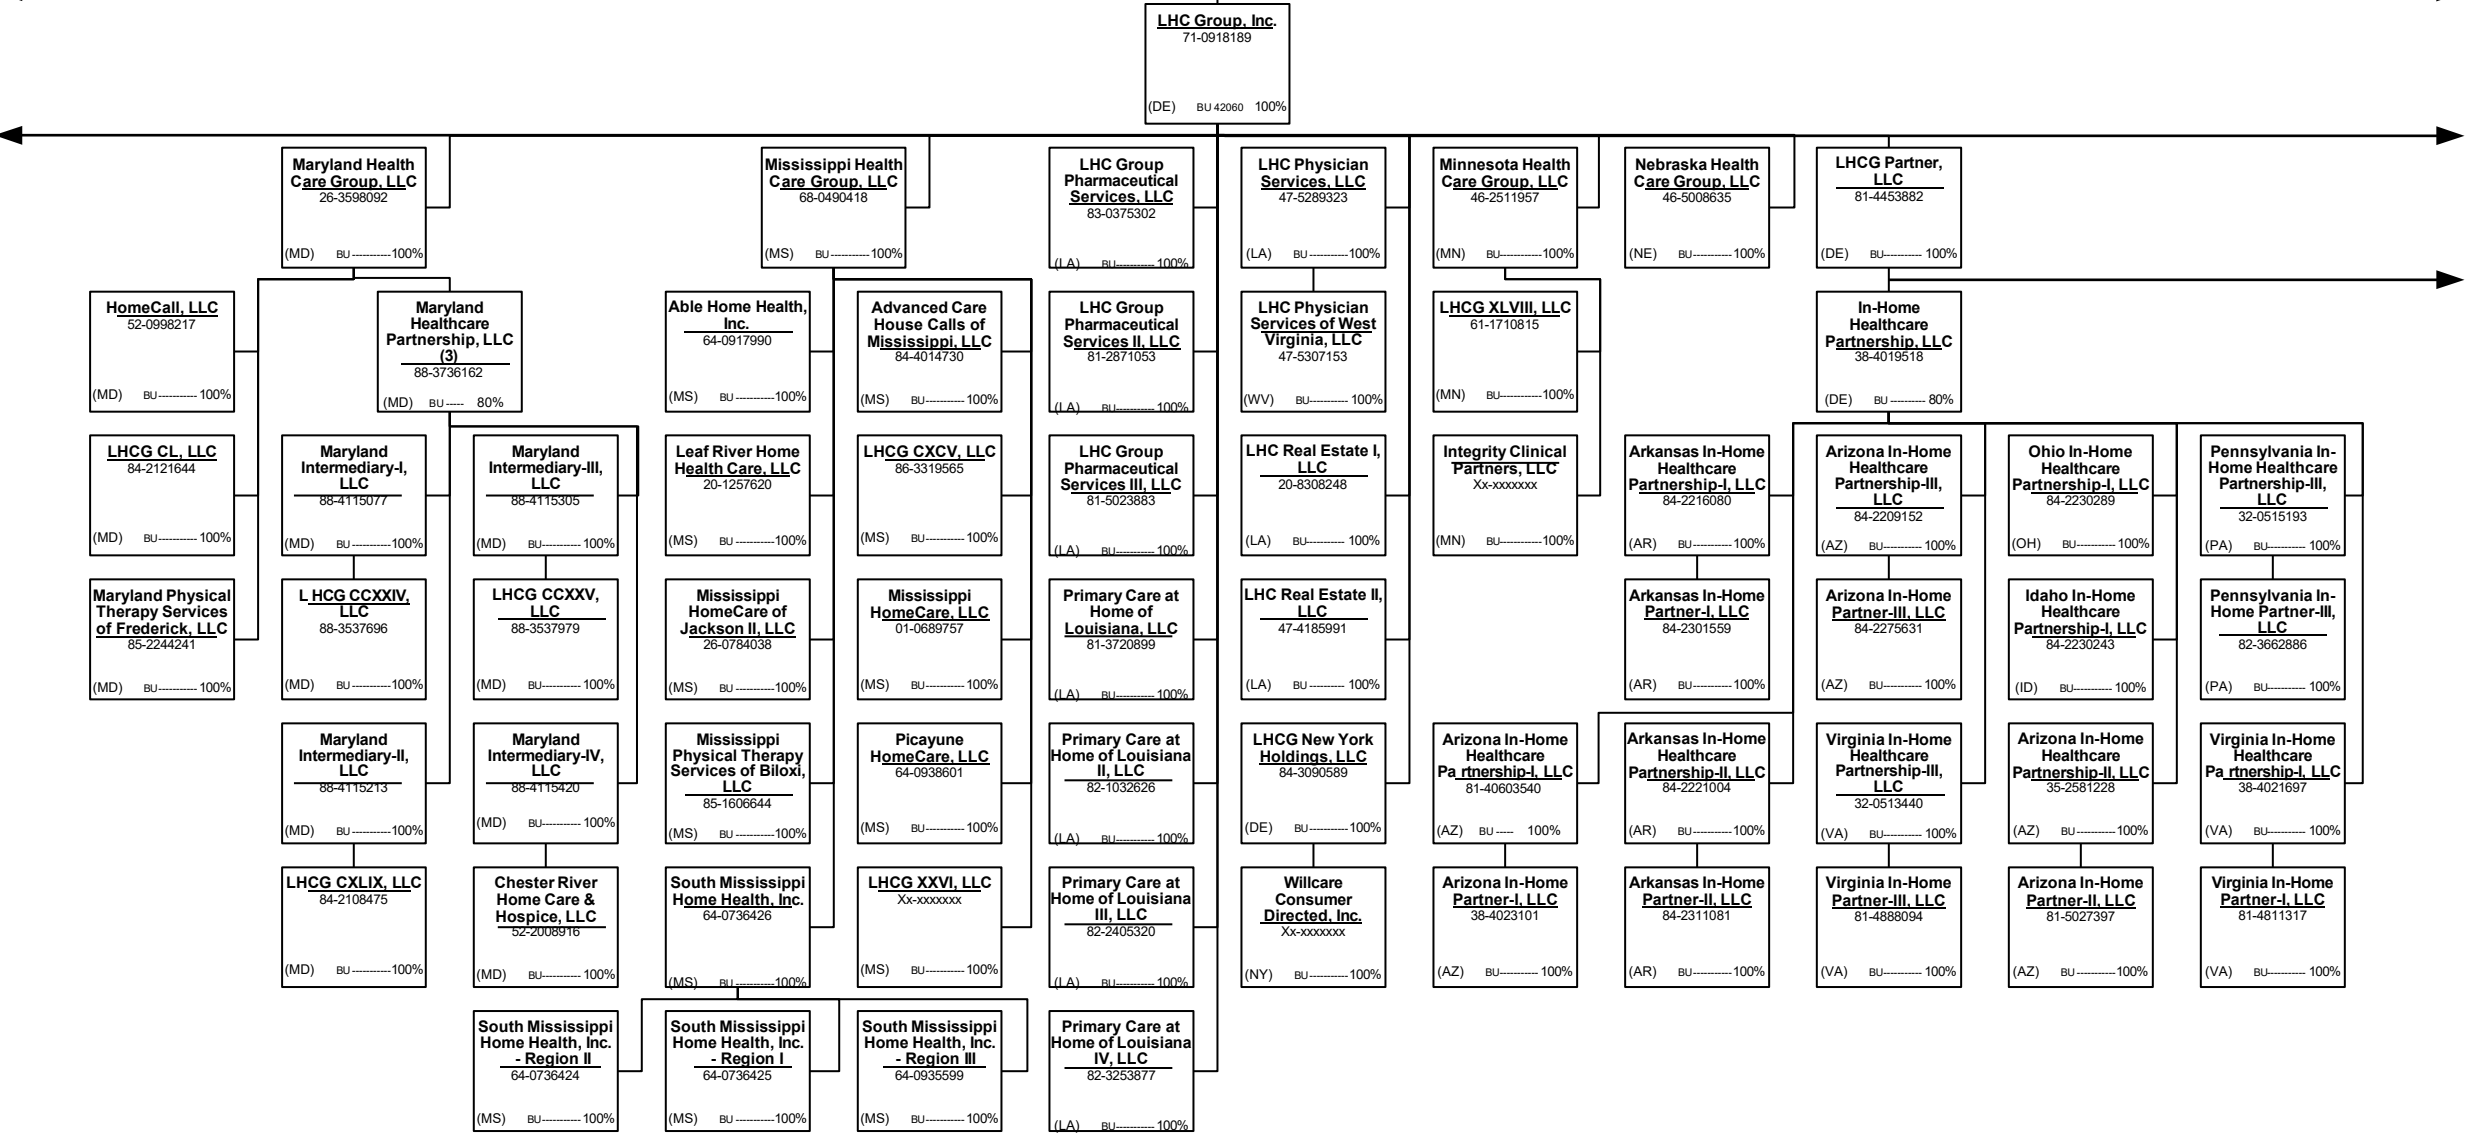 LHC Group, Inc.
71-0918189
(DE) BU 42060 100%
Maryland Health
Care Group, LLC
26-3598092
(MD) BU-----------100%
Mississippi Health
Care Group, LLC
68-0490418
(MS) BU-----------100%
LHC Group
Pharmaceutical
Services, LLC
83-0375302
(LA) BU-----------100%
LHC Physician
Services, LLC
47-5289323
(LA) BU-----------100%
Minnesota Health
Care Group, LLC
46-2511957
(MN) BU-----------100%
Nebraska Health
Care Group, LLC
46-5008635
(NE) BU-----------100%
LHCG Partner,
LLC
81-4453882
(DE) BU---------- 100%
HomeCall, LLC
52-0998217
(MD) BU----------- 100%
Maryland
Healthcare
Partnership, LLC
(3)
88-3736162
(MD) BU ----- 80%
Able Home Health,
Inc.
64-0917990
(MS) BU -----------100%
Advanced Care
House Calls of
Mississippi, LLC
84-4014730
(MS) BU-----------100%
LHC Group
Pharmaceutical
Services II, LLC
81-2871053
(LA) BU-----------100%
LHC Physician
Services of West
Virginia, LLC
47-5307153
(WV) BU----------- 100%
LHCG XLVIII, LLC
61-1710815
(MN) BU-----------100%
In-Home
Healthcare
Partnership, LLC
38-4019518
(DE) BU ---------- 80%
LHCG CL, LLC
84-2121644
(MD) BU----------- 100%
Maryland
Intermediary-I,
LLC
88-4115077
(MD) BU -----------100%
Maryland
Intermediary-III,
LLC
88-4115305
(MD) BU----------- 100%
Leaf River Home
Health Care, LLC
20-1257620
(MS) BU -----------100%
LHCG CXCV, LLC
86-3319565
(MS) BU-----------100%
LHC Group
Pharmaceutical
Services III, LLC
81-5023883
(LA) BU-----------100%
LHC Real Estate I,
LLC
20-8308248
(LA) BU----------- 100%
Integrity Clinical
Partners, LLC
Xx-xxxxxxx
(MN) BU-----------100%
Arkansas In-Home
Healthcare
Partnership-I, LLC
84-2216080
(AR) BU-----------100%
Arizona In-Home
Healthcare
Partnership-III,
LLC
84-2209152
(AZ) BU----------- 100%
Ohio In-Home
Healthcare
Partnership-I, LLC
84-2230289
(OH) BU-----------100%
Pennsylvania In-
Home Healthcare
Partnership-III,
LLC
32-0515193
(PA) BU-----------100%
Maryland Physical
Therapy Services
of Frederick, LLC
85-2244241
(MD) BU----------- 100%
L HCG CCXXIV,
LLC
88-3537696
(MD) BU -----------100%
LHCG CCXXV,
LLC
88-3537979
(MD) BU----------- 100%
Mississippi
HomeCare of
Jackson II, LLC
26-0784038
(MS) BU -----------100%
Mississippi
HomeCare, LLC
01-0689757
(MS) BU-----------100%
Primary Care at
Home of
Louisiana, LLC
81-3720899
(LA) BU-----------100%
LHC Real Estate II,
LLC
47-4185991
(LA) BU ---------- 100%
Arkansas In-Home
Partner-I, LLC
84-2301559
(AR) BU-----------100%
Arizona In-Home
Partner-III, LLC
84-2275631
(AZ) BU----------- 100%
Idaho In-Home
Healthcare
Partnership-I, LLC
84-2230243
(ID) BU----------- 100%
Pennsylvania In-
Home Partner-III,
LLC
82-3662886
(PA) BU-----------100%
Maryland
Intermediary-II,
LLC
88-4115213
(MD) BU -----------100%
Maryland
Intermediary-IV,
LLC
88-4115420
(MD) BU----------- 100%
Mississippi
Physical Therapy
Services of Biloxi,
LLC
85-1606644
(MS) BU -----------100%
Picayune
HomeCare, LLC
64-0938601
(MS) BU-----------100%
Primary Care at
Home of Louisiana
II, LLC
82-1032626
(LA) BU-----------100%
LHCG New York
Holdings, LLC
84-3090589
(DE) BU-----------100%
Arizona In-Home
Healthcare
Pa rtnership-I, LLC
81-40603540
(AZ) BU ----- 100%
Arkansas In-Home
Healthcare
Partnership-II, LLC
84-2221004
(AR) BU-----------100%
Virginia In-Home
Healthcare
Partnership-III,
LLC
32-0513440
(VA) BU----------- 100%
Arizona In-Home
Healthcare
Partnership-II, LLC
35-2581228
(AZ) BU-----------100%
Virginia In-Home
Healthcare
Pa rtnership-I, LLC
38-4021697
(VA) BU-----------100%
LHCG CXLIX, LLC
84-2108475
(MD) BU -----------100%
Chester River
Home Care &
Hospice, LLC
52-2008916
(MD) BU----------- 100%
South Mississippi
Home Health, Inc.
64-0736426
(MS) BU -----------100%
LHCG XXVI, LLC
Xx-xxxxxxx
(MS) BU-----------100%
Primary Care at
Home of Louisiana
III, LLC
82-2405320
(LA) BU-----------100%
Willcare
Consumer
Directed, Inc.
Xx-xxxxxxx
(NY) BU-----------100%
Arizona In-Home
Partner-I, LLC
38-4023101
(AZ) BU----------- 100%
Arkansas In-Home
Partner-II, LLC
84-2311081
(AR) BU-----------100%
Virginia In-Home
Partner-III, LLC
81-4888094
(VA) BU----------- 100%
Arizona In-Home
Partner-II, LLC
81-5027397
(AZ) BU-----------100%
Virginia In-Home
Partner-I, LLC
81-4811317
(VA) BU-----------100%
South Mississippi
Home Health, Inc.
- Region II
64-0736424
(MS) BU----------- 100%
South Mississippi
Home Health, Inc.
- Region I
64-0736425
(MS) BU -----------100%
South Mississippi
Home Health, Inc.
- Region III
64-0935599
(MS) BU-----------100%
Primary Care at
Home of Louisiana
IV, LLC
82-3253877
(LA) BU-----------100%